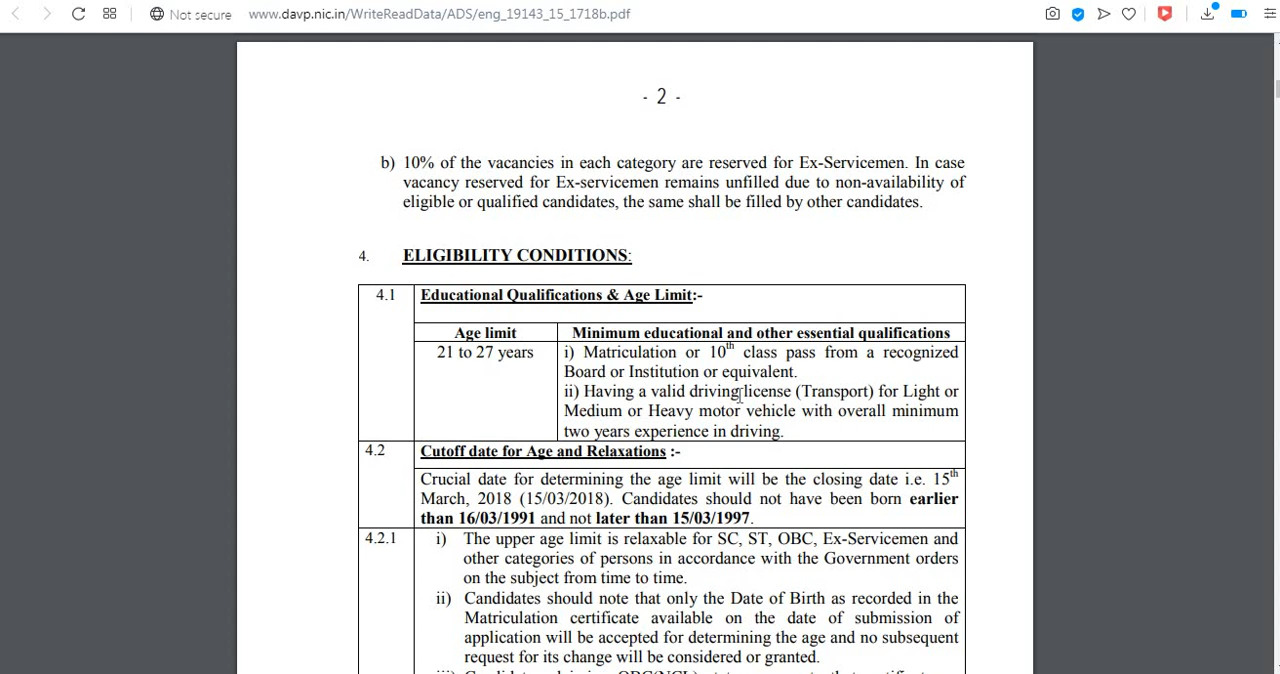 Not secure www.davp.nic.in/WriteReadData/ADS/eng_19143_15_1718b.pdf
- 2 -
b) 10% of the vacancies in each category are reserved for Ex-Servicemen. In case
vacancy reserved for Ex-servicemen remains unfilled due to non-availability of
eligible or qualified candidates, the same shall be filled by other candidates.
4. ELIGIBILITY CONDITIONS:
4.1 Educational Qualifications & Age Limit:-
Age limit Minimum educational and other essential qualifications
21 to 27 years i) Matriculation or 10th class pass from a recognized
Board or Institution or equivalent.
ii) Having a valid driving license (Transport) for Light or
Medium or Heavy motor vehicle with overall minimum
two years experience in driving.
4.2 Cutoff date for Age and Relaxations :-
Crucial date for determining the age limit will be the closing date i.e. 15th
March, 2018 (15/03/2018). Candidates should not have been born earlier
than 16/03/1991 and not later than 15/03/1997.
4.2.1 i) The upper age limit is relaxable for SC, ST, OBC, Ex-Servicemen and
other categories of persons in accordance with the Government orders
on the subject from time to time.
ii) Candidates should note that only the Date of Birth as recorded in the
Matriculation certificate available on the date of submission of
application will be accepted for determining the age and no subsequent
request for its change will be considered or granted.